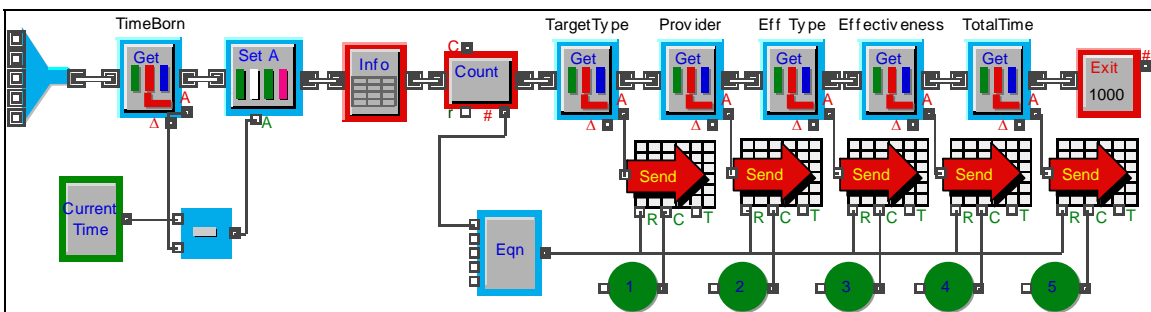 TimeBorn
TargetType Provider Eff Type Effectiveness TotalTime
Get
A
Δ
Set A
A
Info
C
Count
r #
Get
A
Δ
Get
A
Δ
Get
A
Δ
Get
A
Δ
Get
A
Δ
#
Exit
1000
Send
R C T
Send
R C T
Send
R C T
Send
R C T
Send
R C T
Current
Time
-
Eqn
1
2
3
4
5